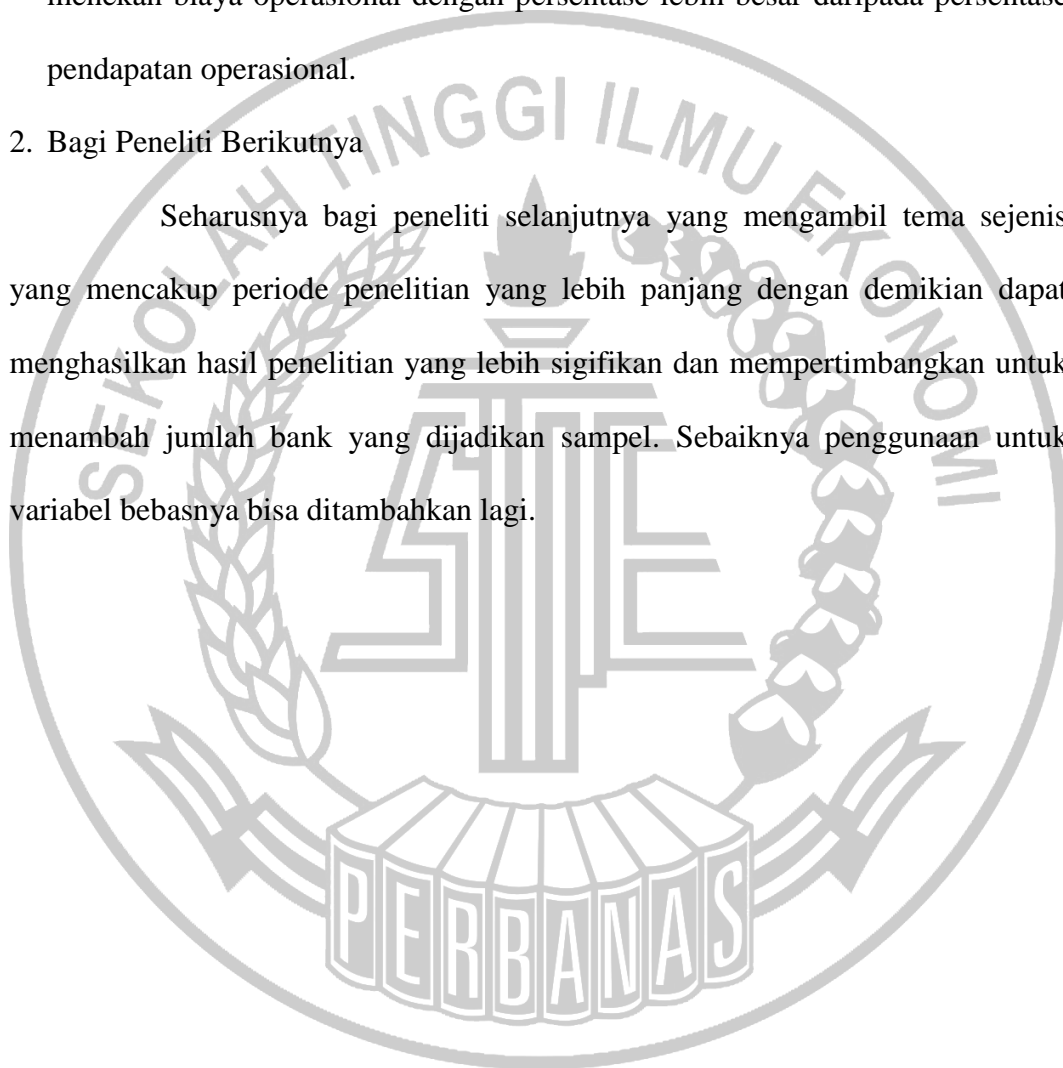 menekan biaya operasional dengan persentase lebih besar daripada persentase
pendapatan operasional.
2. Bagi Peneliti Berikutnya
Seharusnya bagi peneliti selanjutnya yang mengambil tema sejenis
yang mencakup periode penelitian yang lebih panjang dengan demikian dapat
menghasilkan hasil penelitian yang lebih sigifikan dan mempertimbangkan untuk
menambah jumlah bank yang dijadikan sampel. Sebaiknya penggunaan untuk
variabel bebasnya bisa ditambahkan lagi.
SEKOLAH TINGGI ILMU EKONOMI
STIE
PERBANAS